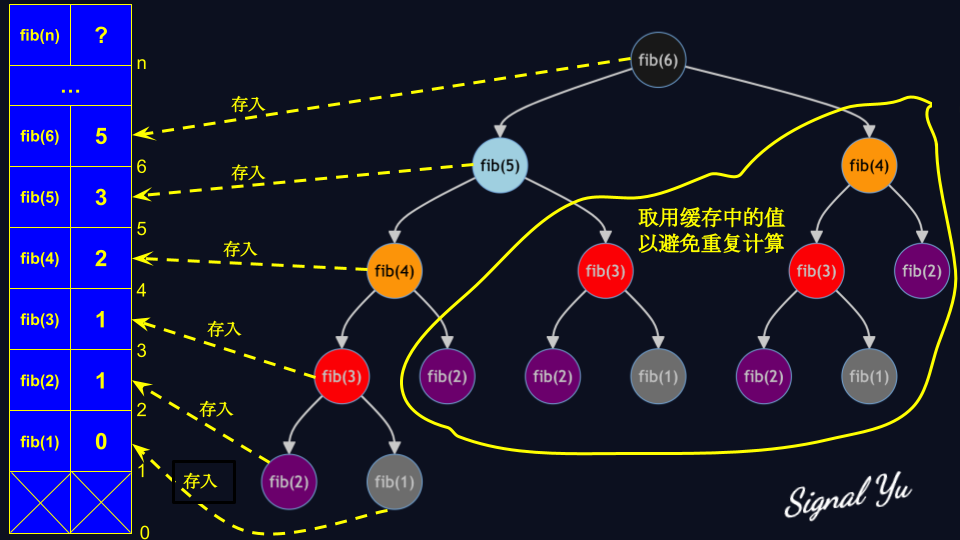 fib(n) ?
n
...
fib(6) 5
6
fib(5) 3
5
fib(4) 2
4
fib(3) 1
3
fib(2) 1
2
fib(1) 0
1
0
存入
存入
存入
存入
存入
存入
fib(6)
fib(5)
fib(4)
fib(4)
fib(3)
fib(3)
fib(2)
fib(3)
fib(2)
fib(2)
fib(1)
fib(2)
fib(1)
fib(2)
fib(1)
取用缓存中的值
以避免重复计算
Signal Yu